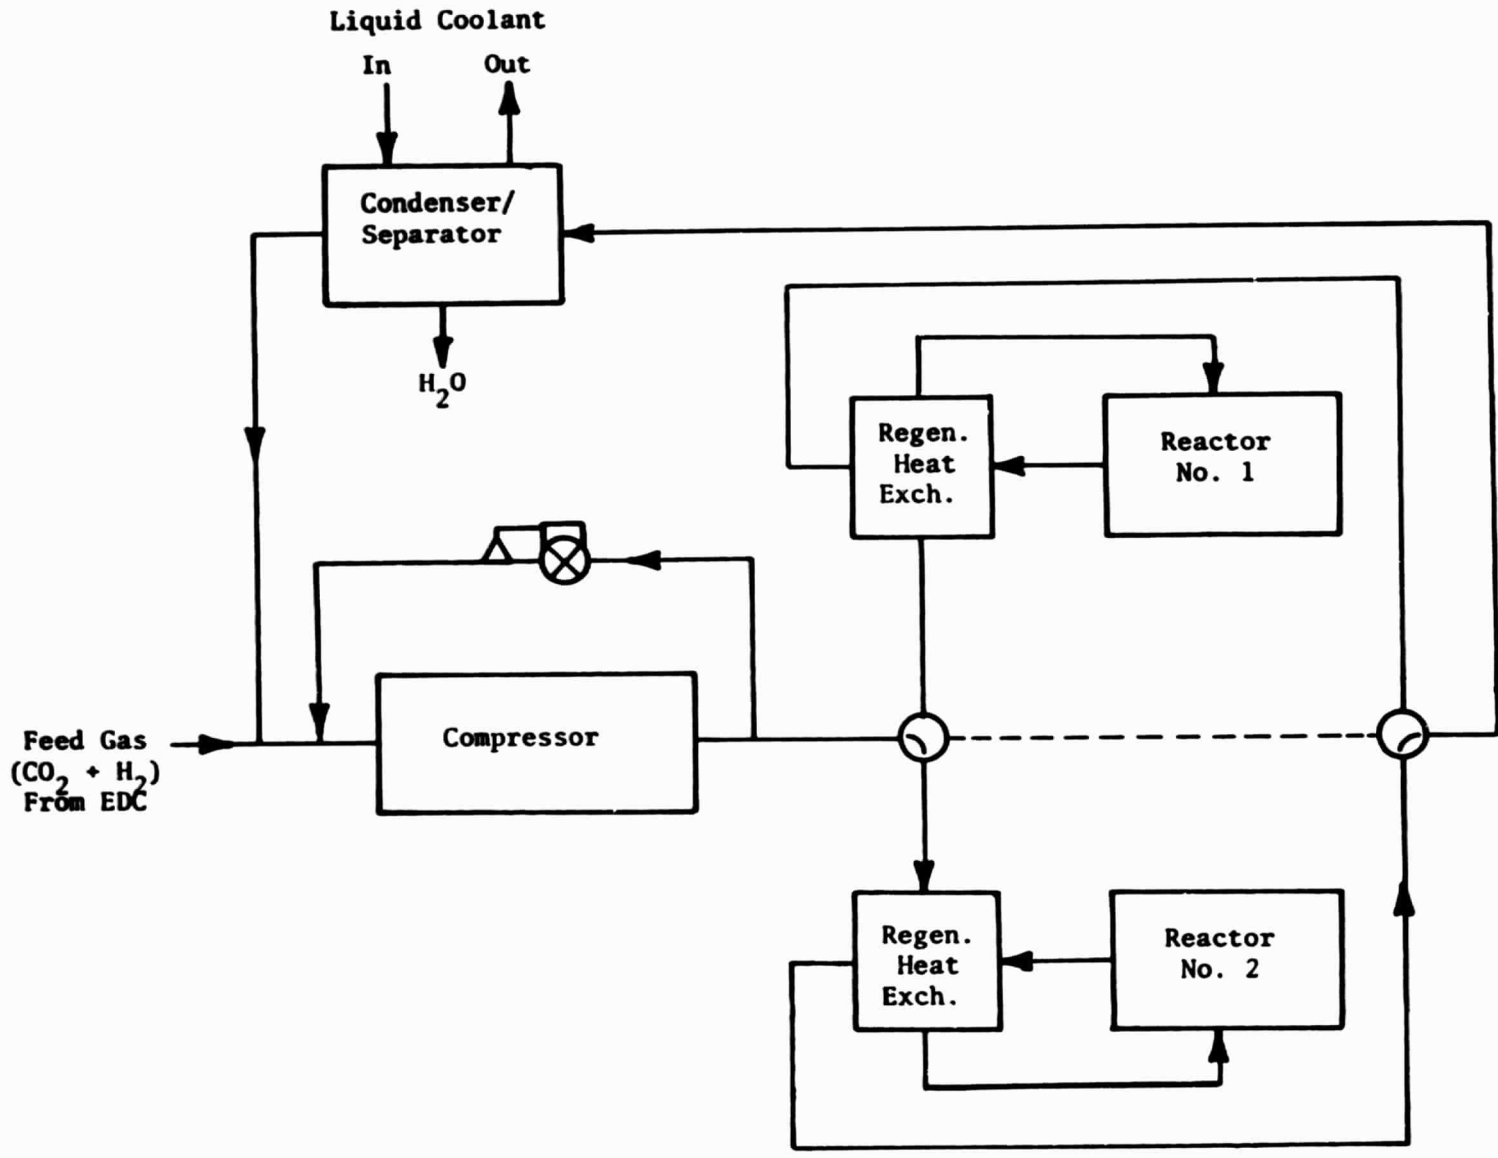 Liquid Coolant
In Out
Condenser/
Separator
H₂O
Regen.
Heat
Exch.
Reactor
No. 1
Compressor
Feed Gas
(CO₂ + H₂)
From EDC
Regen.
Heat
Exch.
Reactor
No. 2